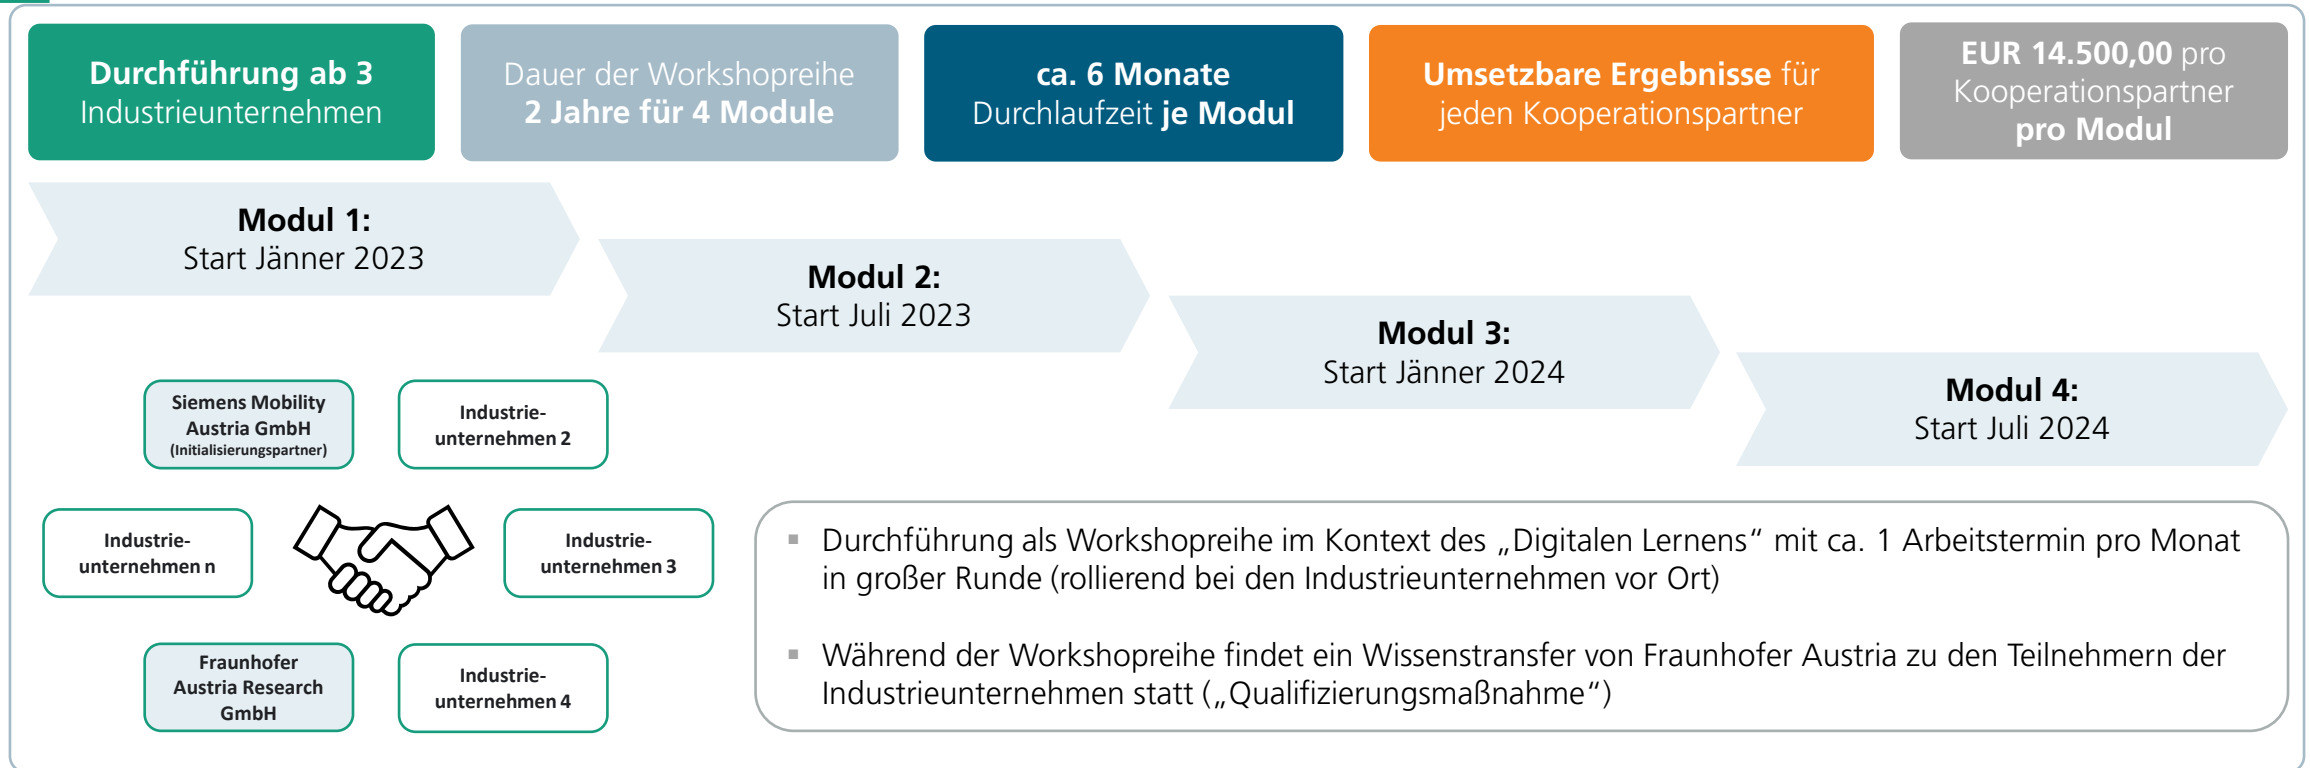 Durchführung ab 3
Industrieunternehmen
Dauer der Workshopreihe
2 Jahre für 4 Module
ca. 6 Monate
Durchlaufzeit je Modul
Umsetzbare Ergebnisse für
jeden Kooperationspartner
EUR 14.500,00 pro
Kooperationspartner
pro Modul
Modul 1:
Start Jänner 2023
Modul 2:
Start Juli 2023
Modul 3:
Start Jänner 2024
Modul 4:
Start Juli 2024
Siemens Mobility
Austria GmbH
(Initialisierungspartner)
Industrie-
unternehmen 2
Industrie-
unternehmen n
Industrie-
unternehmen 3
Fraunhofer
Austria Research
GmbH
Industrie-
unternehmen 4
▪ Durchführung als Workshopreihe im Kontext des „Digitalen Lernens“ mit ca. 1 Arbeitstermin pro Monat
in großer Runde (rollierend bei den Industrieunternehmen vor Ort)
▪ Während der Workshopreihe findet ein Wissenstransfer von Fraunhofer Austria zu den Teilnehmern der
Industrieunternehmen statt („Qualifizierungsmaßnahme“)